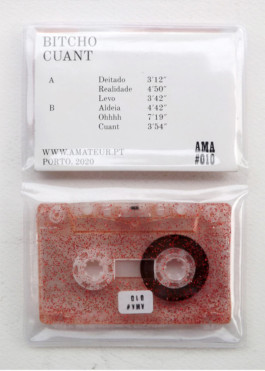 BITCHO
CUANT
A Deitado 3'12"
Realidade 4'50"
Levo 3'42"
B Aldeia 4'42"
Ohhhh 7'19"
Cuant 3'54"
WWW.AMATEUR.PT
PORTO, 2020
AMA
#010
AMA
010